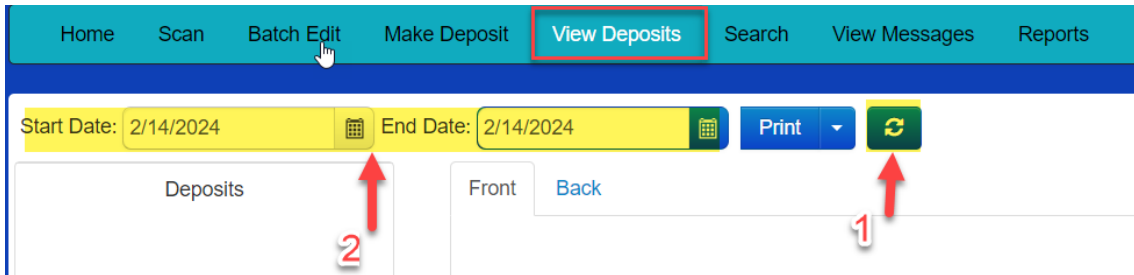 Home Scan Batch Edit Make Deposit View Deposits Search View Messages Reports
Start Date: 2/14/2024 End Date: 2/14/2024 Print
Deposits Front Back
2 1